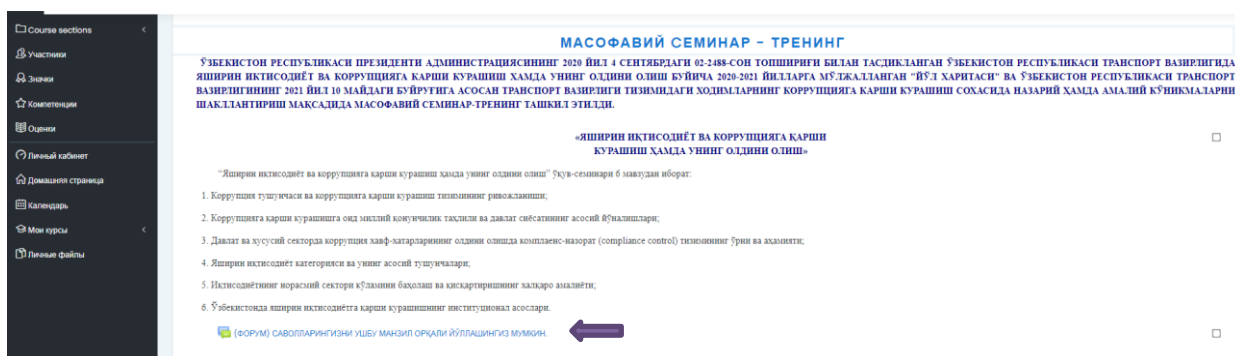 Course sections
Участники
Значки
Компетенции
Оценки
Личный кабинет
Домашняя страница
Календарь
Мои курсы
Личные файлы
МАСОФАВИЙ СЕМИНАР - ТРЕНИНГ
ЎЗБЕКИСТОН РЕСПУБЛИКАСИ ПРЕЗИДЕНТИ АДМИНИСТРАЦИЯСИНИНГ 2020 ЙИЛ 4 СЕНТЯБРДАГИ 02-2488-СОН ТОПШИРИҒИ БИЛАН ТАСДИКЛАНГАН ЎЗБЕКИСТОН РЕСПУБЛИКАСИ ТРАНСПОРТ ВАЗИРЛИГИДА
ЯШИРИН ИКТИСОДИЁТ ВА КОРРУПЦИЯГА КАРШИ КУРАШИШ ХАМДА УНИНГ ОЛДИНИ ОЛИШ БУЙИЧА 2020-2021 ЙИЛЛАРГА МЎЛЖАЛЛАНГАН "ЙЎЛ ХАРИТАСИ" ВА ЎЗБЕКИСТОН РЕСПУБЛИКАСИ ТРАНСПОРТ
ВАЗИРЛИГИНИНГ 2021 ЙИЛ 10 МАЙДАГИ БУЙРУҒИГА АСОСАН ТРАНСПОРТ ВАЗИРЛИГИ ТИЗИМИДАГИ ХОДИМЛАРНИНГ КОРРУПЦИЯГА КАРШИ КУРАШИШ СОХАСИДА НАЗАРИЙ ҲАМДА АМАЛИЙ КЎНИКМАЛАРНИ
ШАКЛЛАНТИРИШ МАҚСАДИДА МАСОФАВИЙ СЕМИНАР-ТРЕНИНГ ТАШКИЛ ЭТИЛДИ.
«ЯШИРИН ИКТИСОДИЁТ ВА КОРРУПЦИЯГА ҚАРШИ
КУРАШИШ ҲАМДА УНИНГ ОЛДИНИ ОЛИШ»
"Яширин иқтисодиёт ва коррупцияга қарши курашиш ҳамда унинг олдини олиш" ўқув-семинари 6 мавзудан иборат:
1. Коррупция тушунчаси ва коррупцияга қарши курашиш тизимининг ривожланиши;
2. Коррупцияга қарши курашишга оид миллий қонунчилик таҳлили ва давлат сиёсатининг асосий йўналишлари;
3. Давлат ва хусусий секторда коррупция хавф-хатарларининг олдини олишда комплаенс-назорат (compliance control) тизимининг ўрни ва аҳамияти;
4. Яширин иқтисодиёт категорияси ва унинг асосий тушунчалари;
5. Иқтисодиётнинг норасмий сектори кўламини баҳолаш ва қисқартиришнинг халқаро амалиёти;
6. Ўзбекистонда яширин иқтисодиётга қарши курашишнинг институционал асослари.
(ФОРУМ) САВОЛЛАРИНГИЗНИ УШБУ МАНЗИЛ ОРҚАЛИ ЙЎЛЛАШИНГИЗ МУМКИН.